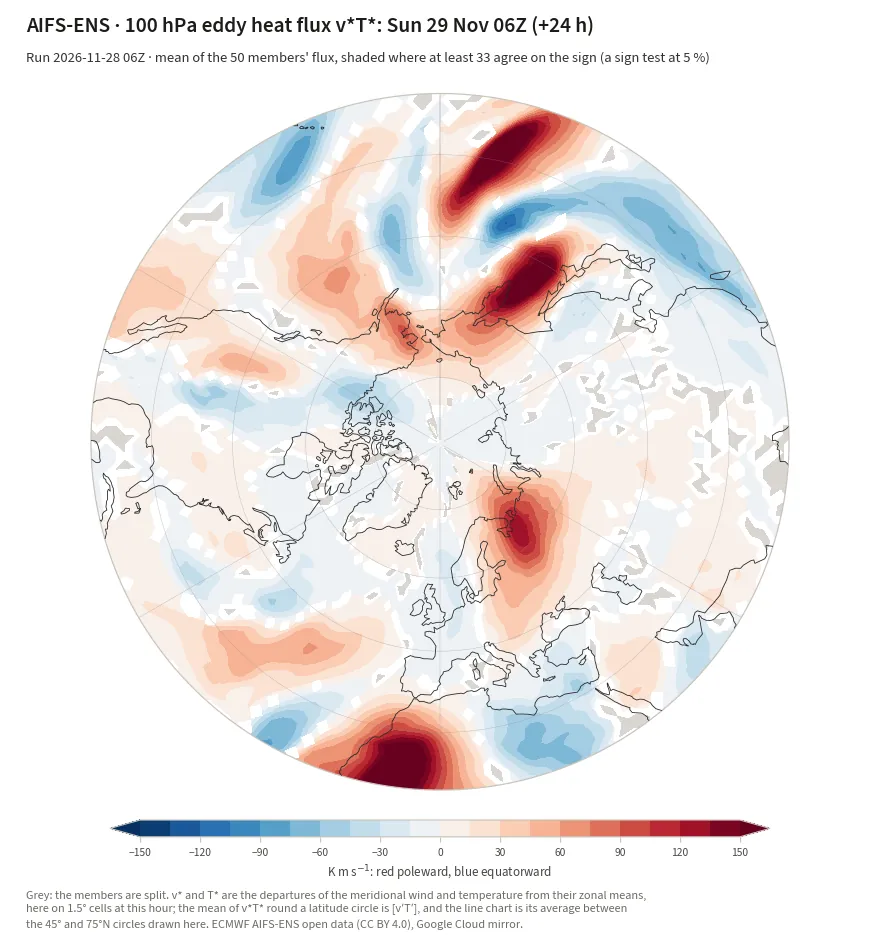 AIFS-ENS · 100 hPa eddy heat flux v*T*: Sun 29 Nov 06Z (+24 h)
Run 2026-11-28 06Z · mean of the 50 members' flux, shaded where at least 33 agree on the sign (a sign test at 5 %)
−150 −120 −90 −60 −30 0 30 60 90 120 150
K m s⁻¹: red poleward, blue equatorward
Grey: the members are split. v* and T* are the departures of the meridional wind and temperature from their zonal means,
here on 1.5° cells at this hour; the mean of v*T* round a latitude circle is [v′T′], and the line chart is its average between
the 45° and 75°N circles drawn here. ECMWF AIFS-ENS open data (CC BY 4.0), Google Cloud mirror.